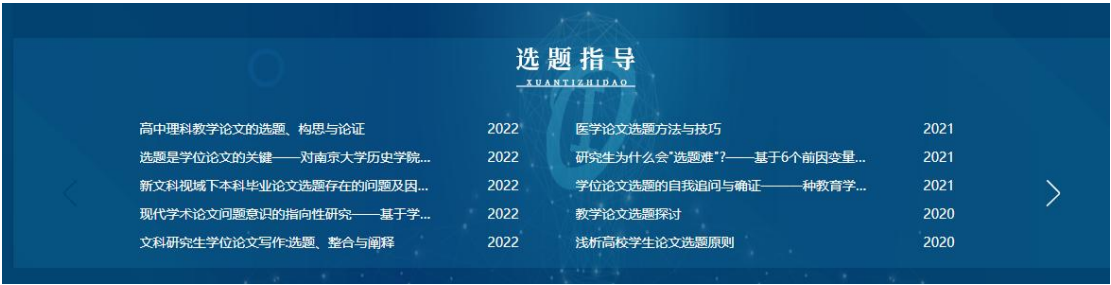 选题指导
XUANTIZHIDAO
高中理科教学论文的选题、构思与论证 2022
选题是学位论文的关键——对南京大学历史学院... 2022
新文科视域下本科毕业论文选题存在的问题及因... 2022
现代学术论文问题意识的指向性研究——基于学... 2022
文科研究生学位论文写作:选题、整合与阐释 2022
医学论文选题方法与技巧 2021
研究生为什么会"选题难"?——基于6个前因变量... 2021
学位论文选题的自我追问与确证———种教育学... 2021
教学论文选题探讨 2020
浅析高校学生论文选题原则 2020